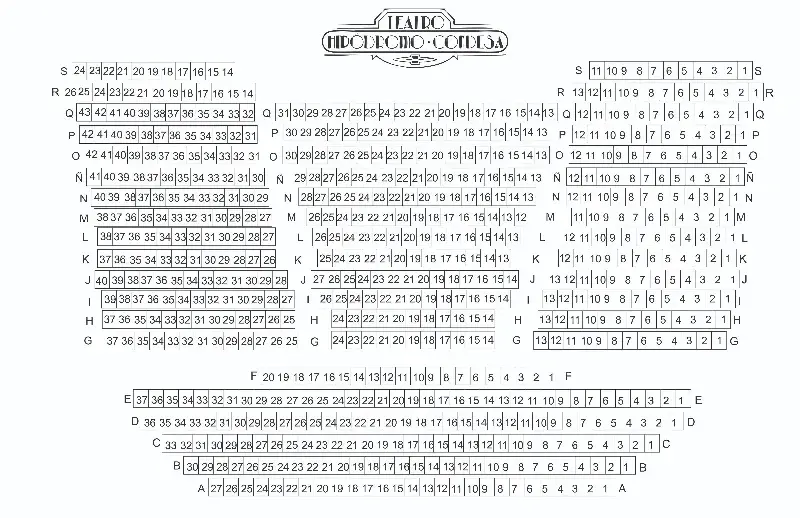 TEATRO
HIPODROMO · CONDESA
S 24 23 22 21 20 19 18 17 16 15 14 S 11 10 9 8 7 6 5 4 3 2 1 S
R 26 25 24 23 22 21 20 19 18 17 16 15 14 R 13 12 11 10 9 8 7 6 5 4 3 2 1 R
Q 43 42 41 40 39 38 37 36 35 34 33 32 Q 31 30 29 28 27 26 25 24 23 22 21 20 19 18 17 16 15 14 13 Q 12 11 10 9 8 7 6 5 4 3 2 1 Q
P 42 41 40 39 38 37 36 35 34 33 32 31 P 30 29 28 27 26 25 24 23 22 21 20 19 18 17 16 15 14 13 P 12 11 10 9 8 7 6 5 4 3 2 1 P
O 42 41 40 39 38 37 36 35 34 33 32 31 O 30 29 28 27 26 25 24 23 22 21 20 19 18 17 16 15 14 13 O 12 11 10 9 8 7 6 5 4 3 2 1 O
Ñ 41 40 39 38 37 36 35 34 33 32 31 30 Ñ 29 28 27 26 25 24 23 22 21 20 19 18 17 16 15 14 13 Ñ 12 11 10 9 8 7 6 5 4 3 2 1 Ñ
N 40 39 38 37 36 35 34 33 32 31 30 29 N 28 27 26 25 24 23 22 21 20 19 18 17 16 15 14 13 N 12 11 10 9 8 7 6 5 4 3 2 1 N
M 38 37 36 35 34 33 32 31 30 29 28 27 M 26 25 24 23 22 21 20 19 18 17 16 15 14 13 12 M 11 10 9 8 7 6 5 4 3 2 1 M
L 38 37 36 35 34 33 32 31 30 29 28 27 L 26 25 24 23 22 21 20 19 18 17 16 15 14 13 L 12 11 10 9 8 7 6 5 4 3 2 1 L
K 37 36 35 34 33 32 31 30 29 28 27 26 K 25 24 23 22 21 20 19 18 17 16 15 14 13 K 12 11 10 9 8 7 6 5 4 3 2 1 K
J 40 39 38 37 36 35 34 33 32 31 30 29 28 J 27 26 25 24 23 22 21 20 19 18 17 16 15 14 J 13 12 11 10 9 8 7 6 5 4 3 2 1 J
I 39 38 37 36 35 34 33 32 31 30 29 28 27 I 26 25 24 23 22 21 20 19 18 17 16 15 14 I 13 12 11 10 9 8 7 6 5 4 3 2 1 I
H 37 36 35 34 33 32 31 30 29 28 27 26 25 H 24 23 22 21 20 19 18 17 16 15 14 H 13 12 11 10 9 8 7 6 5 4 3 2 1 H
G 37 36 35 34 33 32 31 30 29 28 27 26 25 G 24 23 22 21 20 19 18 17 16 15 14 G 13 12 11 10 9 8 7 6 5 4 3 2 1 G
F 20 19 18 17 16 15 14 13 12 11 10 9 8 7 6 5 4 3 2 1 F
E 37 36 35 34 33 32 31 30 29 28 27 26 25 24 23 22 21 20 19 18 17 16 15 14 13 12 11 10 9 8 7 6 5 4 3 2 1 E
D 36 35 34 33 32 31 30 29 28 27 26 25 24 23 22 21 20 19 18 17 16 15 14 13 12 11 10 9 8 7 6 5 4 3 2 1 D
C 33 32 31 30 29 28 27 26 25 24 23 22 21 20 19 18 17 16 15 14 13 12 11 10 9 8 7 6 5 4 3 2 1 C
B 30 29 28 27 26 25 24 23 22 21 20 19 18 17 16 15 14 13 12 11 10 9 8 7 6 5 4 3 2 1 B
A 27 26 25 24 23 22 21 20 19 18 17 16 15 14 13 12 11 10 9 8 7 6 5 4 3 2 1 A